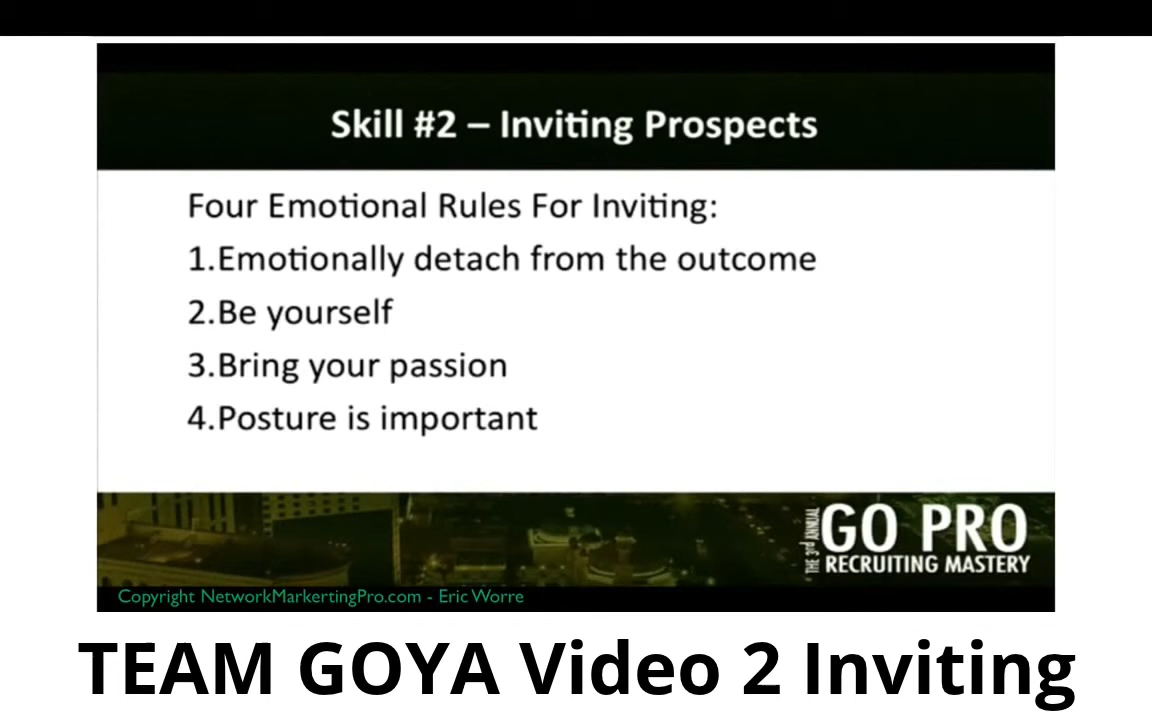 Skill #2 – Inviting Prospects
Four Emotional Rules For Inviting:
1.Emotionally detach from the outcome
2.Be yourself
3.Bring your passion
4.Posture is important
THE 3rd ANNUAL
GO PRO
RECRUITING MASTERY
Copyright NetworkMarkertingPro.com - Eric Worre
TEAM GOYA Video 2 Inviting